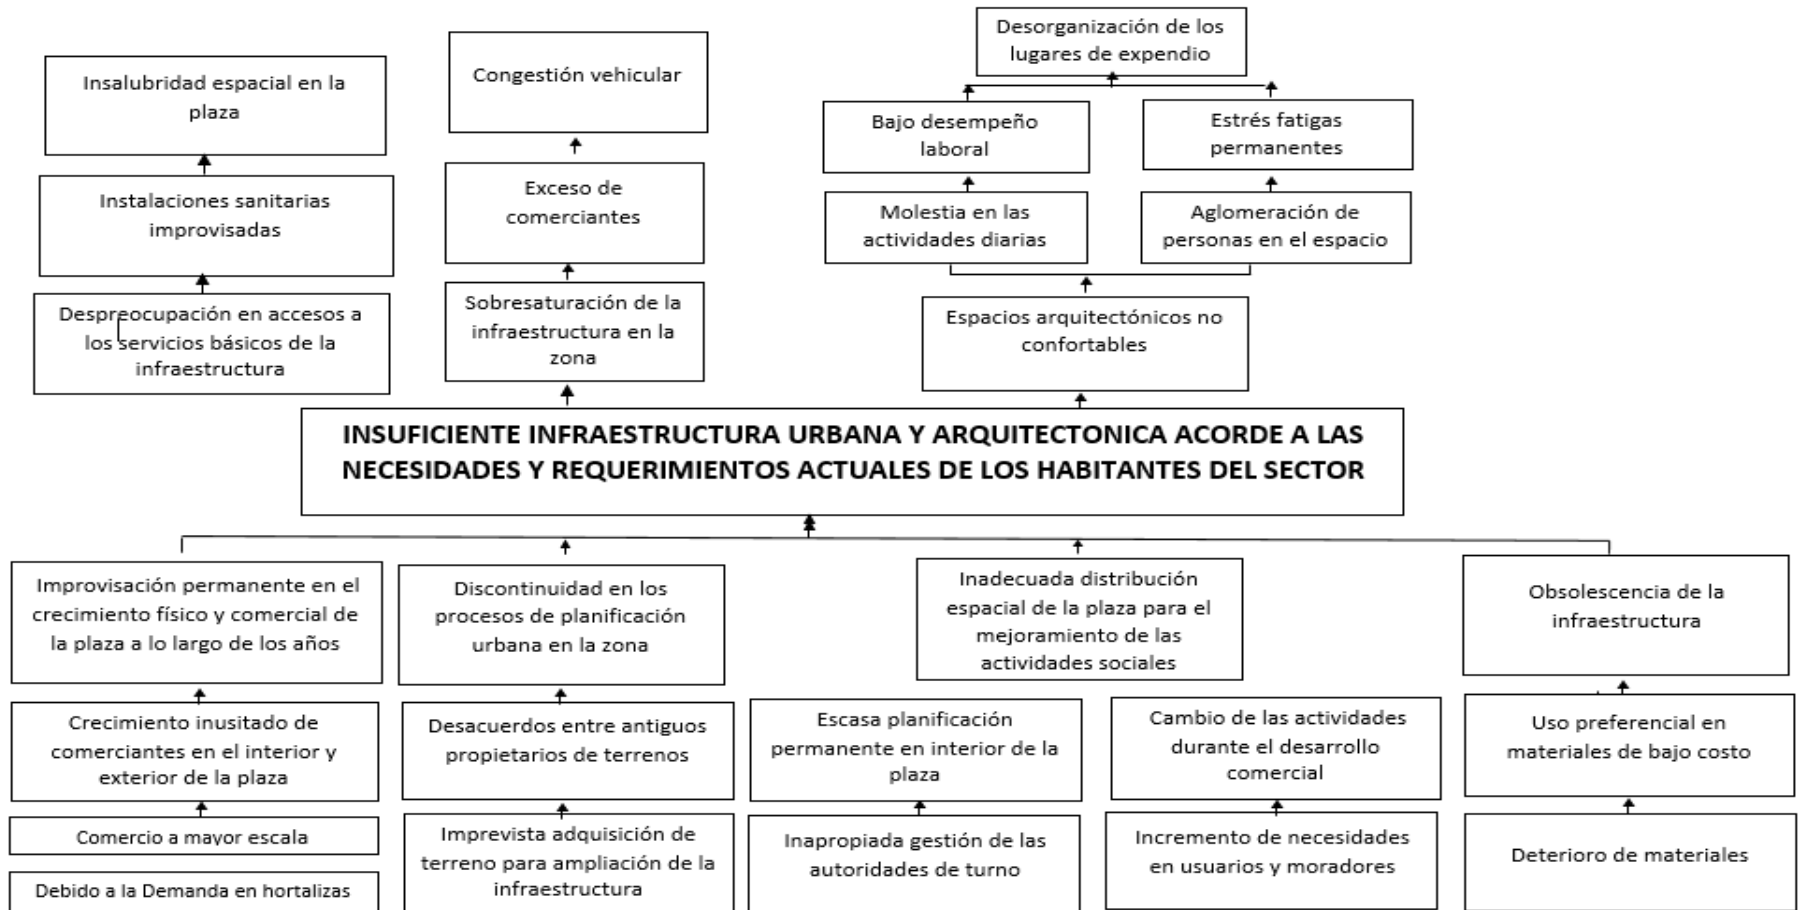 Desorganización de los
lugares de expendio
Insalubridad espacial en la
plaza
Congestión vehicular
Bajo desempeño
laboral
Estrés fatigas
permanentes
Instalaciones sanitarias
improvisadas
Exceso de
comerciantes
Molestia en las
actividades diarias
Aglomeración de
personas en el espacio
Despreocupación en accesos a
los servicios básicos de la
infraestructura
Sobresaturación de la
infraestructura en la
zona
Espacios arquitectónicos no
confortables
INSUFICIENTE INFRAESTRUCTURA URBANA Y ARQUITECTONICA ACORDE A LAS
NECESIDADES Y REQUERIMIENTOS ACTUALES DE LOS HABITANTES DEL SECTOR
Improvisación permanente en el
crecimiento físico y comercial de
la plaza a lo largo de los años
Discontinuidad en los
procesos de planificación
urbana en la zona
Inadecuada distribución
espacial de la plaza para el
mejoramiento de las
actividades sociales
Obsolescencia de la
infraestructura
Crecimiento inusitado de
comerciantes en el interior y
exterior de la plaza
Desacuerdos entre antiguos
propietarios de terrenos
Escasa planificación
permanente en interior de la
plaza
Cambio de las actividades
durante el desarrollo
comercial
Uso preferencial en
materiales de bajo costo
Comercio a mayor escala
Imprevista adquisición de
terreno para ampliación de la
infraestructura
Inapropiada gestión de las
autoridades de turno
Incremento de necesidades
en usuarios y moradores
Deterioro de materiales
Debido a la Demanda en hortalizas